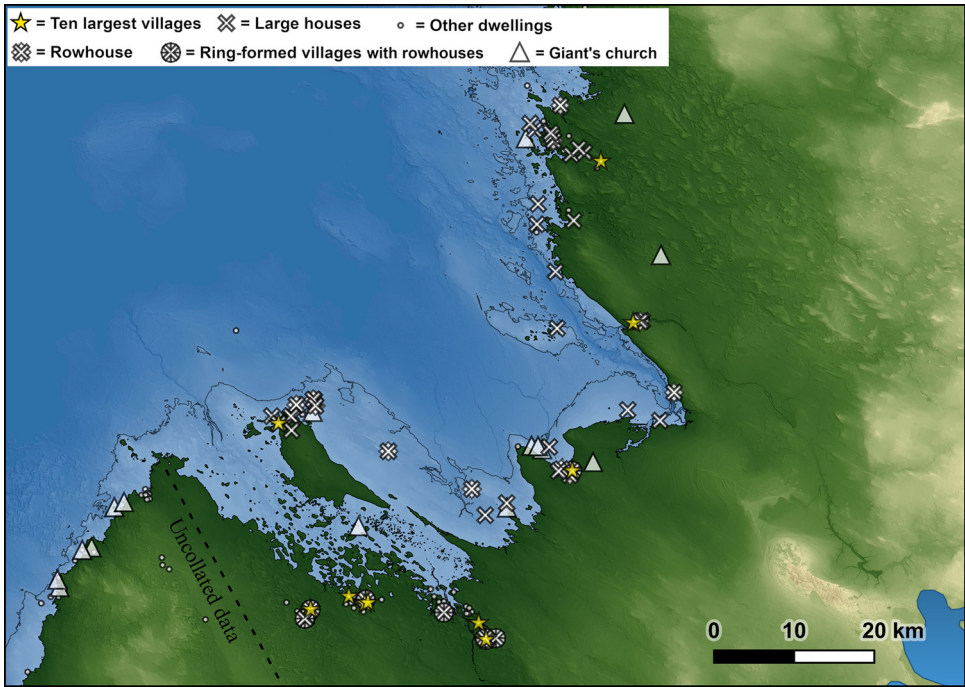 = Ten largest villages = Large houses = Other dwellings
= Rowhouse = Ring-formed villages with rowhouses = Giant's church
Uncollated data
0 10 20 km